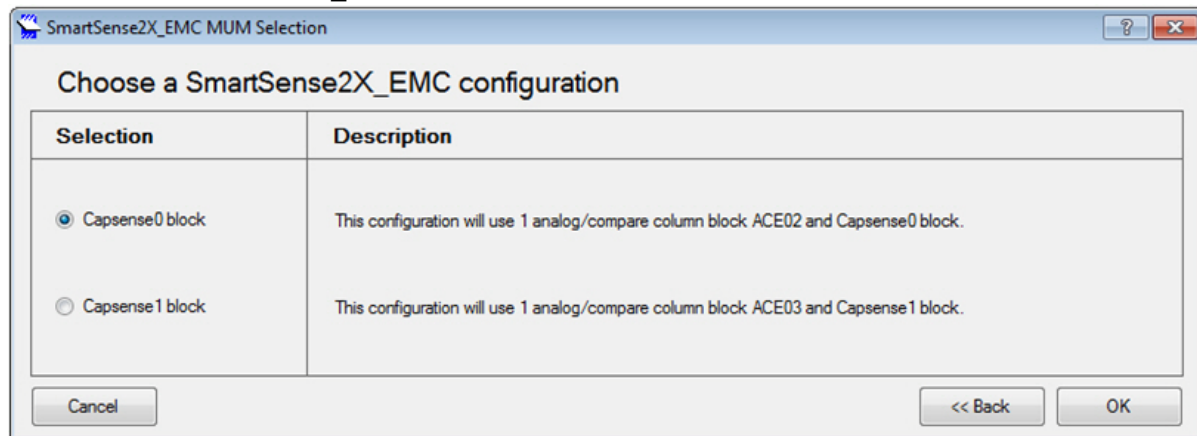 SmartSense2X_EMC MUM Selection
Choose a SmartSense2X_EMC configuration
Selection Description
Capsense0 block This configuration will use 1 analog/compare column block ACE02 and Capsense0 block.
Capsense1 block This configuration will use 1 analog/compare column block ACE03 and Capsense1 block.
Cancel << Back OK